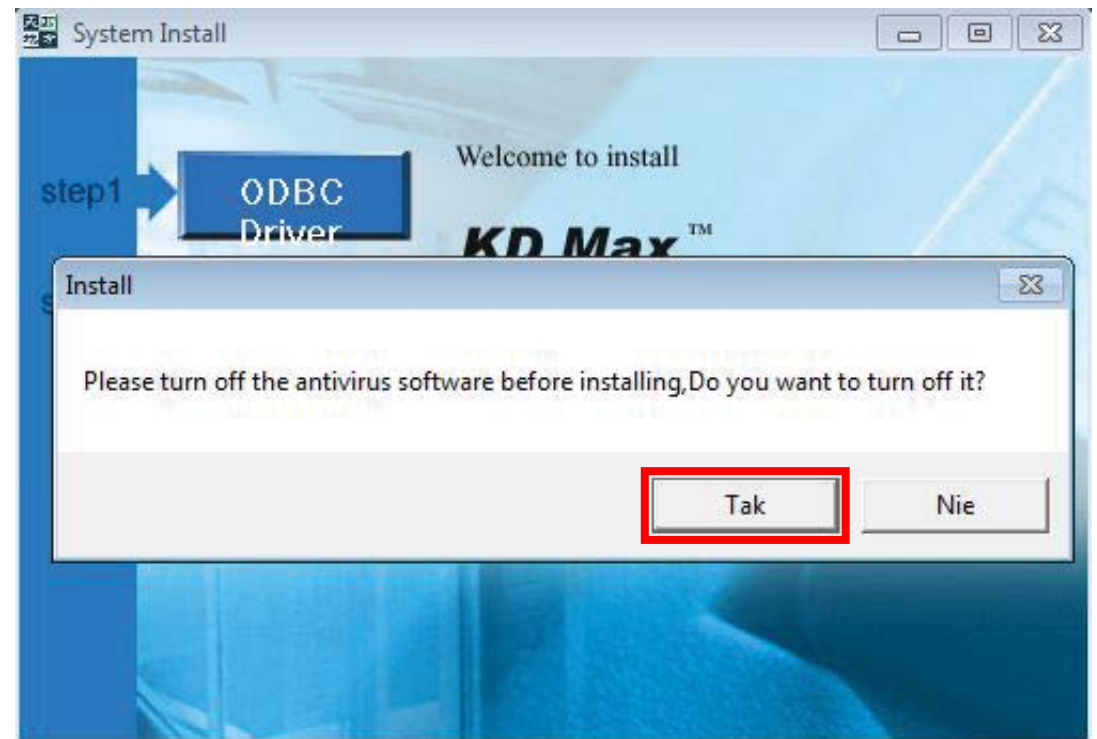 System Install
step1
ODBC
Driver
Welcome to install
KD Max™
Install
Please turn off the antivirus software before installing,Do you want to turn off it?
Tak
Nie